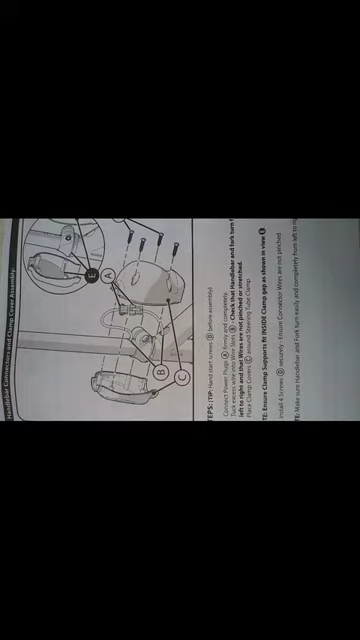 Handlebar Connectors and Clamp Cover Assembly:
E
A
B
C
TEPS: (TIP: Hand start screws D before assembly)
Connect Power Plugs A firmly and completely.
Tuck excess wire into Wire Slots B - Check that Handlebar and fork turn f
left to right and that Wires are not pinched or stretched.
Place Clamp Covers C around Steering Tube Clamp
TE: Ensure Clamp Supports fit INSIDE Clamp gap as shown in view E
install 4 Screws D securely - Ensure Connector Wires are not pinched.
TE: Make sure Handlebar and Fork turn easily and completely from left to rig